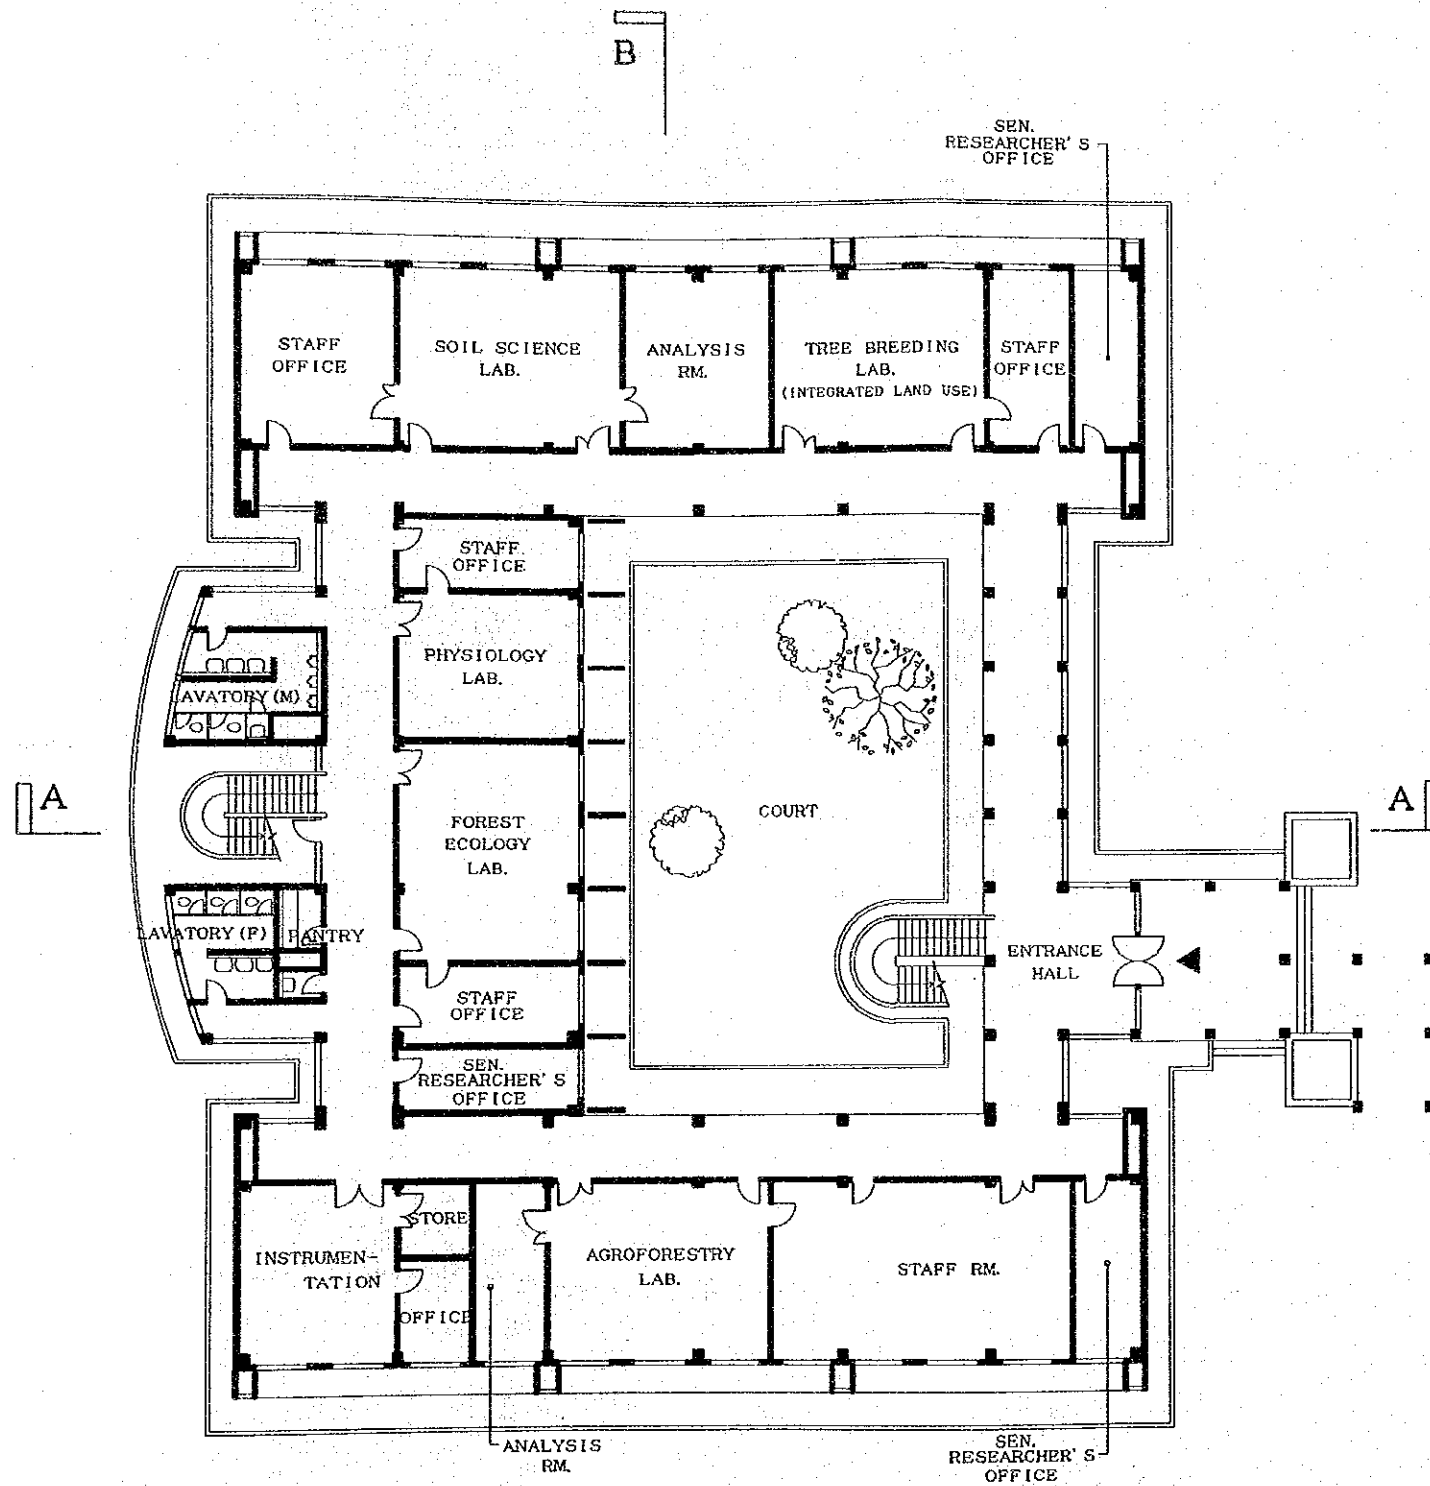 B
SEN.
RESEARCHER'S
OFFICE
STAFF
OFFICE
SOIL SCIENCE
LAB.
ANALYSIS
RM.
TREE BREEDING
LAB.
(INTEGRATED LAND USE)
STAFF
OFFICE
STAFF
OFFICE
PHYSIOLOGY
LAB.
LAVATORY (M)
A
FOREST
ECOLOGY
LAB.
COURT
A
LAVATORY (F)
PANTRY
ENTRANCE
HALL
STAFF
OFFICE
SEN.
RESEARCHER'S
OFFICE
STORE
INSTRUMEN-
TATION
OFFICE
AGROFORESTRY
LAB.
STAFF RM.
ANALYSIS
RM.
SEN.
RESEARCHER'S
OFFICE